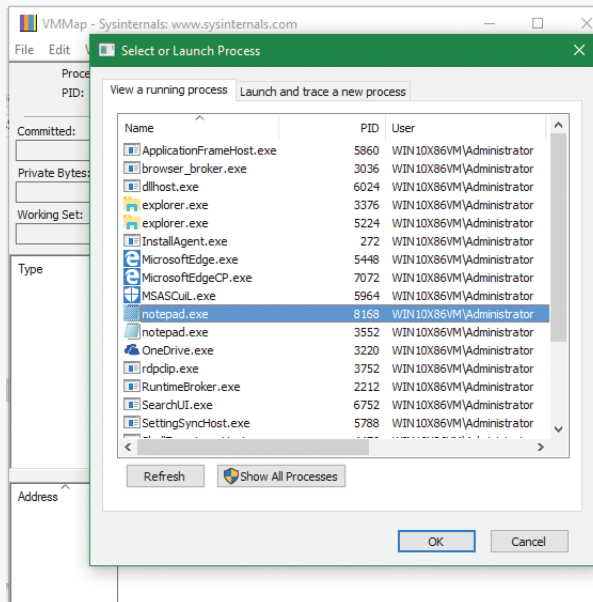 VMMap - Sysinternals: www.sysinternals.com
File Edit
Select or Launch Process
PID:
Committed:
Private Bytes:
Working Set:
Type
Address
View a running process Launch and trace a new process
Name PID User
ApplicationFrameHost.exe 5860 WIN10X86VM\Administrator
browser_broker.exe 3036 WIN10X86VM\Administrator
dllhost.exe 6024 WIN10X86VM\Administrator
explorer.exe 3376 WIN10X86VM\Administrator
explorer.exe 5224 WIN10X86VM\Administrator
InstallAgent.exe 272 WIN10X86VM\Administrator
MicrosoftEdge.exe 5448 WIN10X86VM\Administrator
MicrosoftEdgeCP.exe 7072 WIN10X86VM\Administrator
MSASCuiL.exe 5964 WIN10X86VM\Administrator
notepad.exe 8168 WIN10X86VM\Administrator
notepad.exe 3552 WIN10X86VM\Administrator
OneDrive.exe 3220 WIN10X86VM\Administrator
rdpclip.exe 3752 WIN10X86VM\Administrator
RuntimeBroker.exe 2212 WIN10X86VM\Administrator
SearchUI.exe 6752 WIN10X86VM\Administrator
SettingSyncHost.exe 5788 WIN10X86VM\Administrator
Refresh Show All Processes
OK Cancel